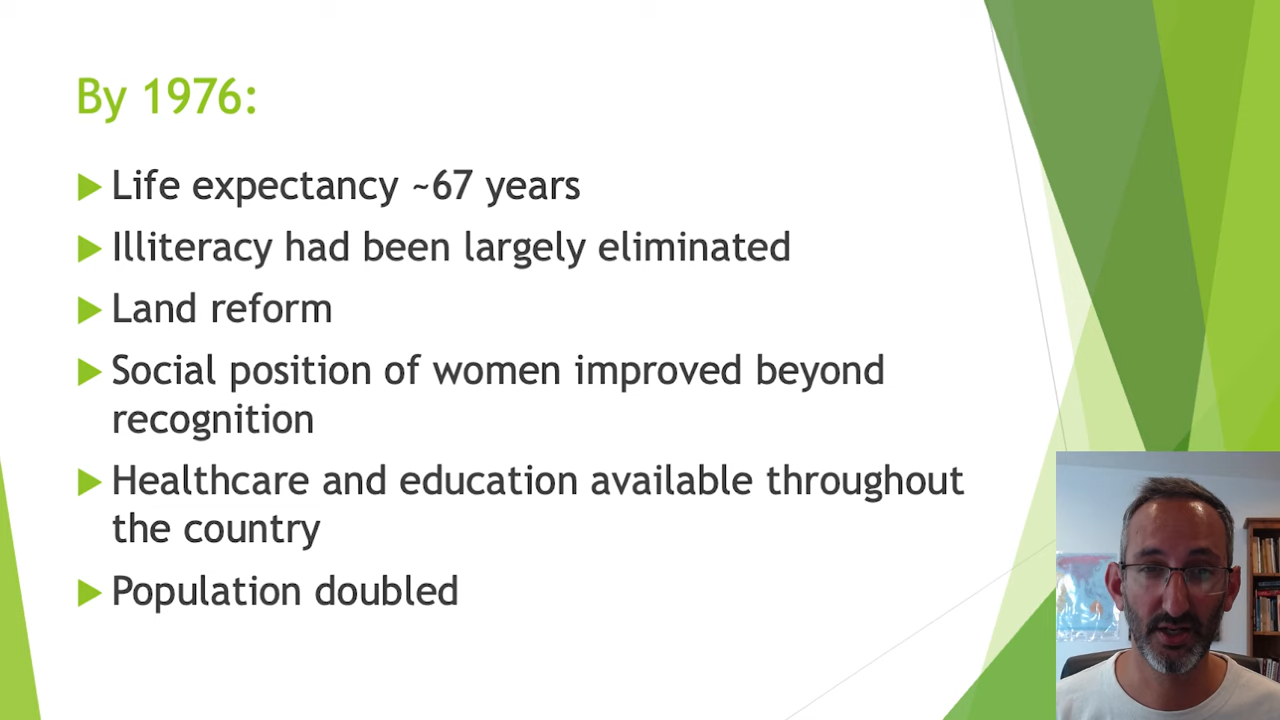 By 1976:
Life expectancy ~67 years
Illiteracy had been largely eliminated
Land reform
Social position of women improved beyond
recognition
Healthcare and education available throughout
the country
Population doubled